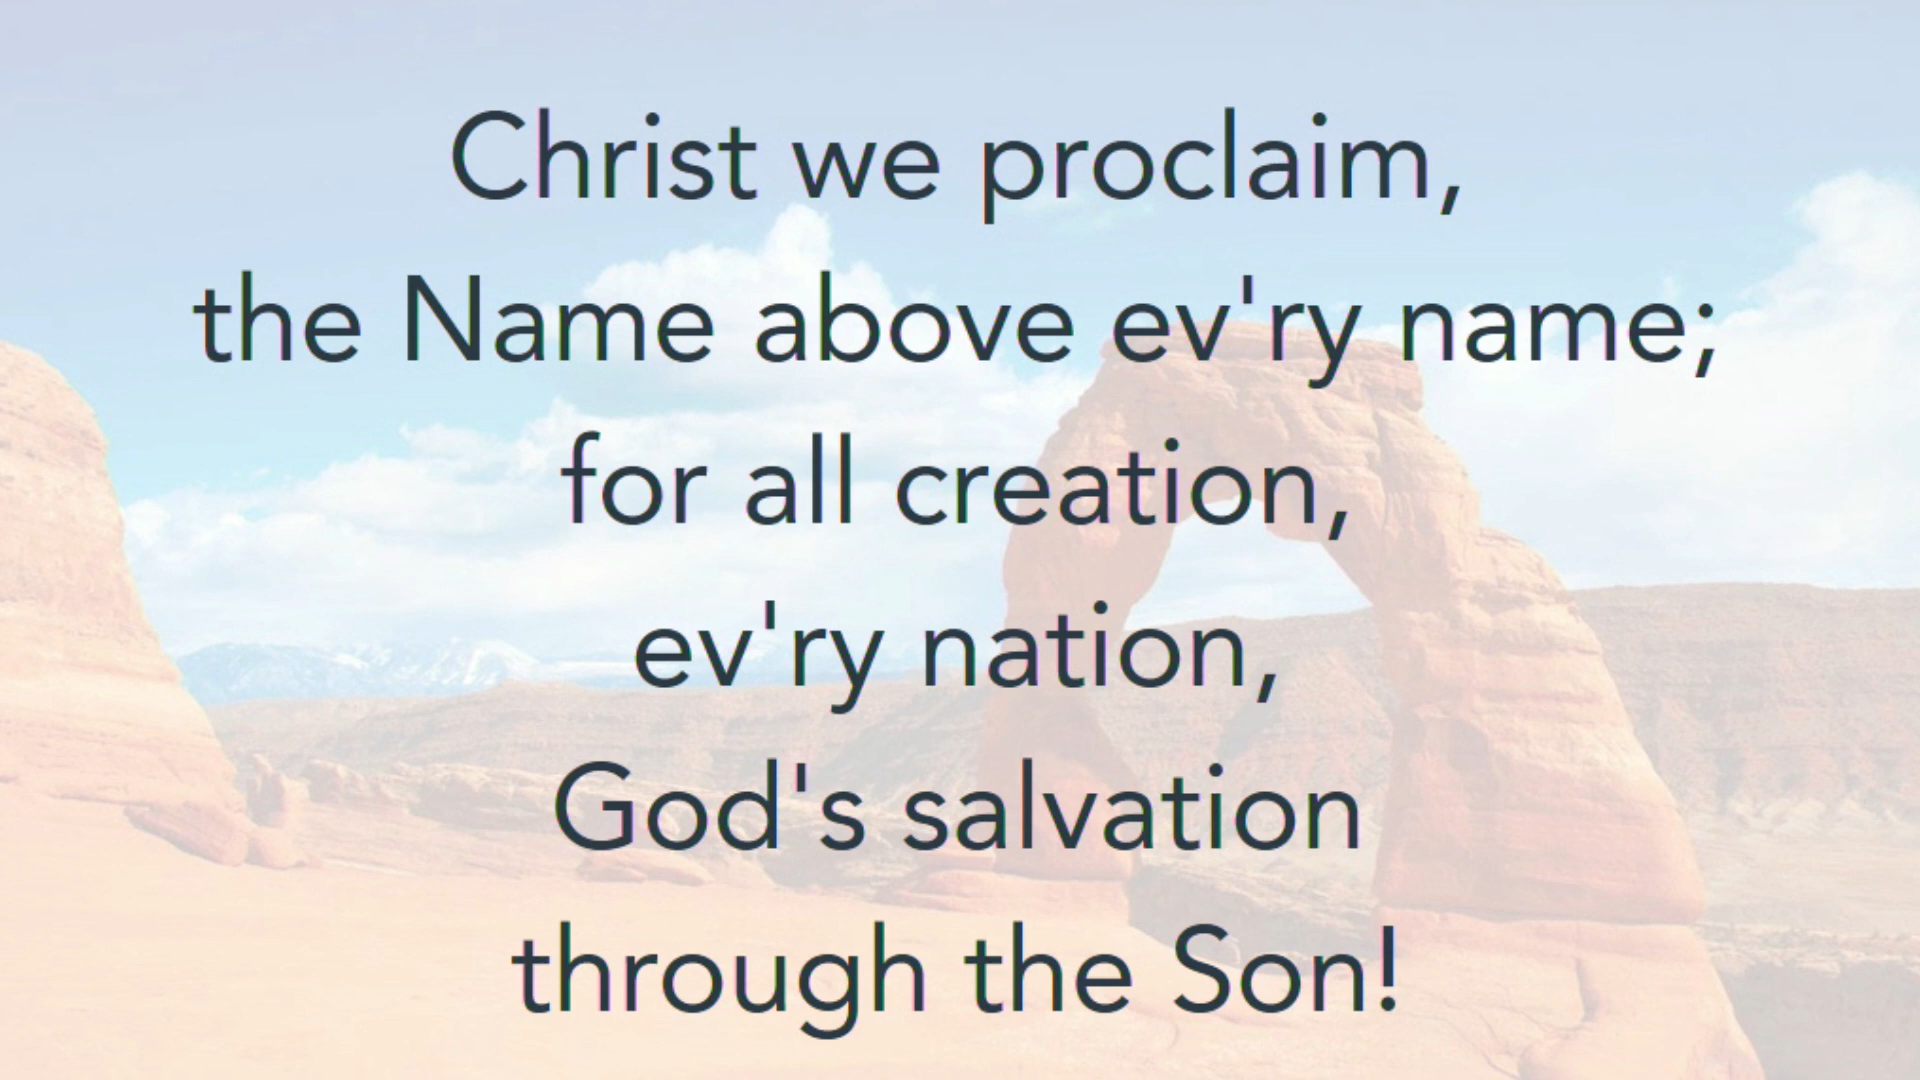 Christ we proclaim,
the Name above ev'ry name;
for all creation,
ev'ry nation,
God's salvation
through the Son!